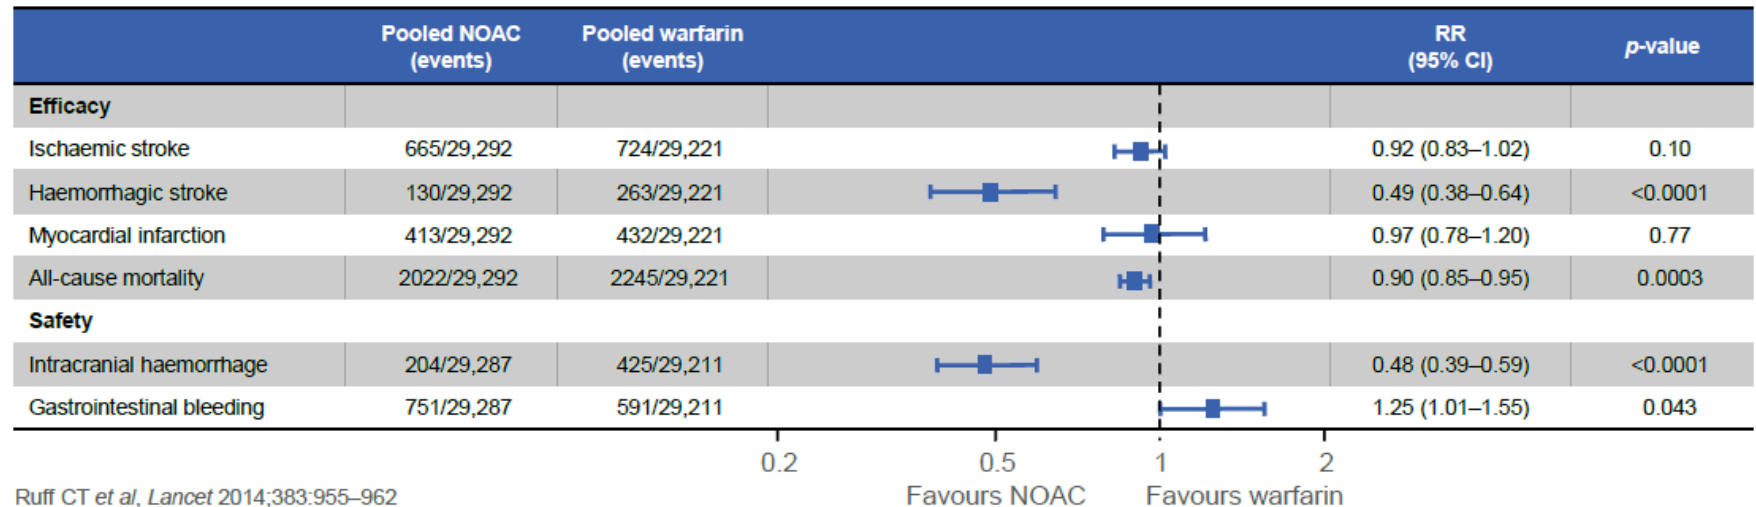 Pooled NOAC (events) Pooled warfarin (events) RR (95% CI) p-value
Efficacy
Ischaemic stroke 665/29,292 724/29,221 0.92 (0.83–1.02) 0.10
Haemorrhagic stroke 130/29,292 263/29,221 0.49 (0.38–0.64) <0.0001
Myocardial infarction 413/29,292 432/29,221 0.97 (0.78–1.20) 0.77
All-cause mortality 2022/29,292 2245/29,221 0.90 (0.85–0.95) 0.0003
Safety
Intracranial haemorrhage 204/29,287 425/29,211 0.48 (0.39–0.59) <0.0001
Gastrointestinal bleeding 751/29,287 591/29,211 1.25 (1.01–1.55) 0.043
0.2 0.5 1 2
Ruff CT et al, Lancet 2014;383:955–962 Favours NOAC Favours warfarin